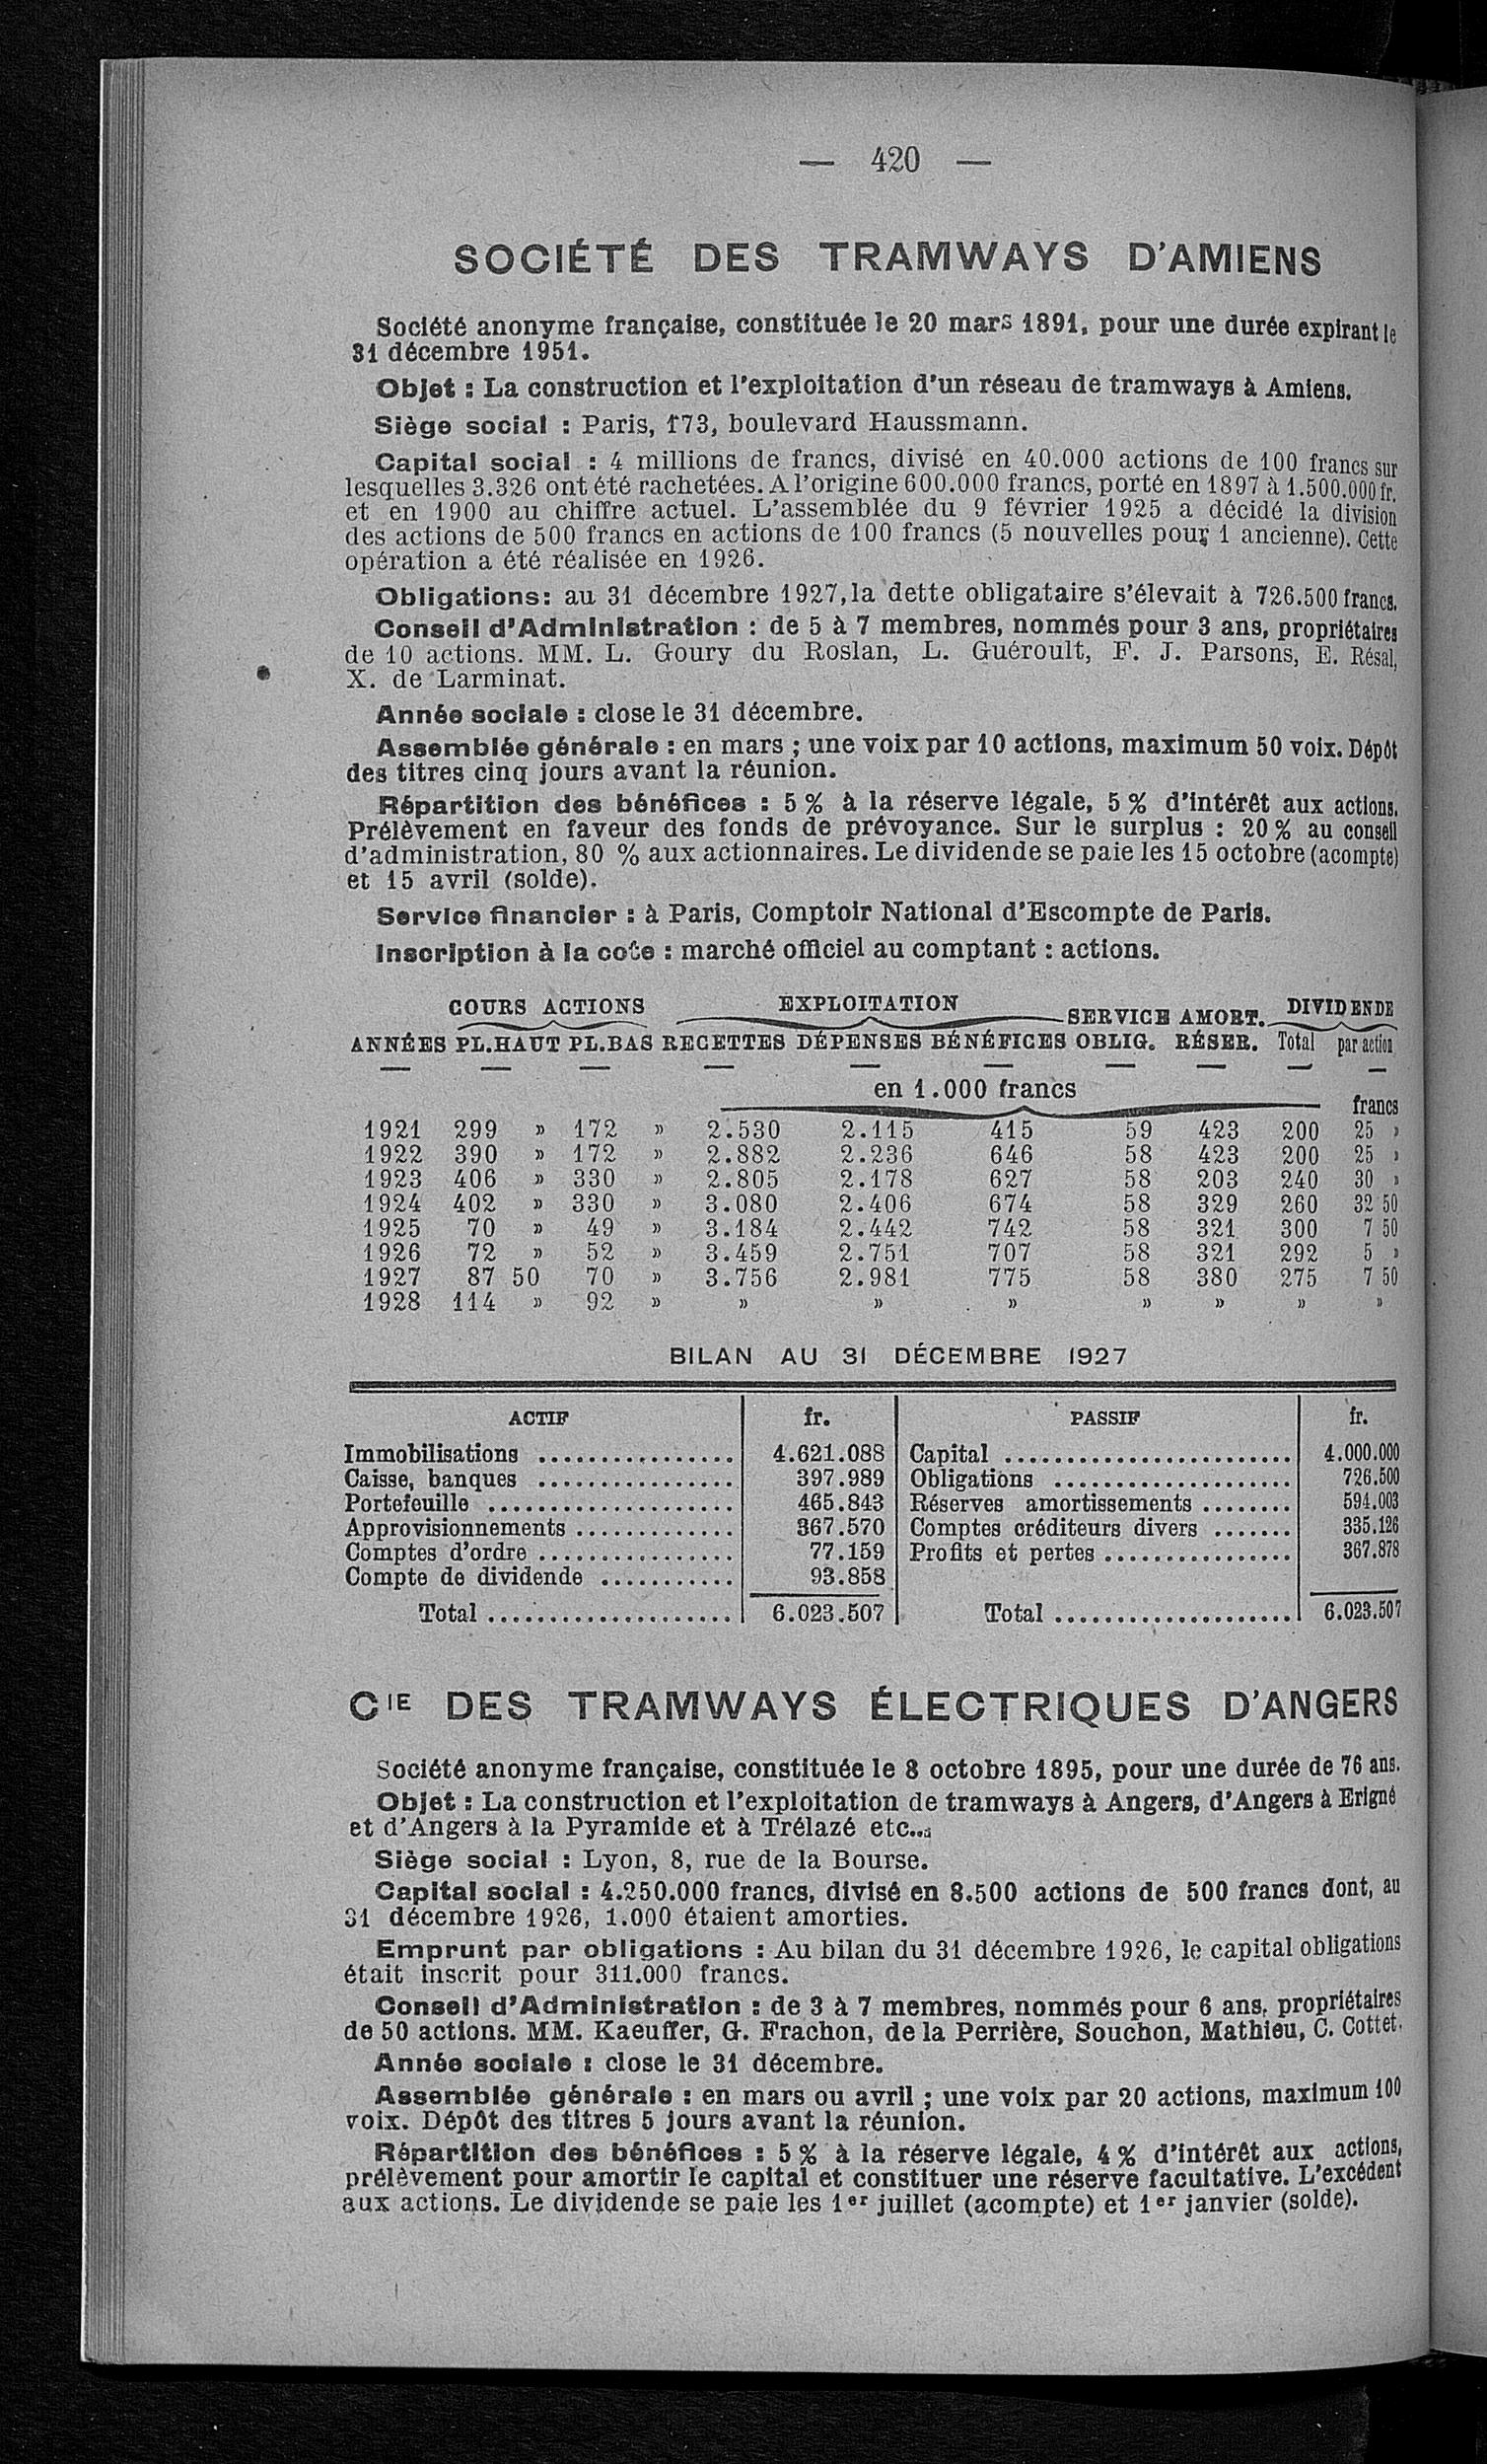 — 420 —
SOCIÉTÉ DES TRAMWAYS D'AMIENS
Société anonyme française, constituée le 20 mars 1891, pour une durée expirant le
31 décembre 1951.
Objet : La construction et l'exploitation d'un réseau de tramways à Amiens.
Siège social : Paris, 173, boulevard Haussmann.
Capital social : 4 millions de francs, divisé en 40.000 actions de 100 francs sur
lesquelles 3.326 ont été rachetées. A l'origine 600.000 francs, porté en 1897 à 1.500.000 fr.
et en 1900 au chiffre actuel. L'assemblée du 9 février 1925 a décidé la division
des actions de 500 francs en actions de 100 francs (5 nouvelles pour 1 ancienne). Cette
opération a été réalisée en 1926.
Obligations: au 31 décembre 1927, la dette obligataire s'élevait à 726.500 francs.
Conseil d'Administration : de 5 à 7 membres, nommés pour 3 ans, propriétaires
de 10 actions. MM. L. Goury du Roslan, L. Guéroult, F. J. Parsons, E. Résal,
X. de Larminat.
Année sociale : close le 31 décembre.
Assemblée générale : en mars ; une voix par 10 actions, maximum 50 voix. Dépôt
des titres cinq jours avant la réunion.
Répartition des bénéfices : 5 % à la réserve légale, 5 % d'intérêt aux actions.
Prélèvement en faveur des fonds de prévoyance. Sur le surplus : 20 % au conseil
d'administration, 80 % aux actionnaires. Le dividende se paie les 15 octobre (acompte)
et 15 avril (solde).
Service financier : à Paris, Comptoir National d'Escompte de Paris.
Inscription à la cote : marché officiel au comptant : actions.
COURS ACTIONS EXPLOITATION SERVICE AMORT. DIVIDENDE
ANNÉES PL.HAUT PL.BAS RECETTES DÉPENSES BÉNÉFICES OBLIG. RÉSER. Total par action
en 1.000 francs
francs
1921 299 » 172 » 2.530 2.115 415 59 423 200 25 »
1922 390 » 172 » 2.882 2.236 646 58 423 200 25 »
1923 406 » 330 » 2.805 2.178 627 58 203 240 30 »
1924 402 » 330 » 3.080 2.406 674 58 329 260 32 50
1925 70 » 49 » 3.184 2.442 742 58 321 300 7 50
1926 72 » 52 » 3.459 2.751 707 58 321 292 5 »
1927 87 50 70 » 3.756 2.981 775 58 380 275 7 50
1928 114 » 92 » » » » » » » »
BILAN AU 31 DÉCEMBRE 1927
ACTIF fr. PASSIF fr.
Immobilisations ................ 4.621.088 Capital ........................ 4.000.000
Caisse, banques ................ 397.989 Obligations .................... 726.500
Portefeuille .................... 465.843 Réserves amortissements ........ 594.003
Approvisionnements ............. 367.570 Comptes créditeurs divers ....... 335.126
Comptes d'ordre ................ 77.159 Profits et pertes ................ 367.878
Compte de dividende ........... 93.858
Total .................... 6.023.507 Total .................... 6.023.507
CIE DES TRAMWAYS ÉLECTRIQUES D'ANGERS
Société anonyme française, constituée le 8 octobre 1895, pour une durée de 76 ans.
Objet : La construction et l'exploitation de tramways à Angers, d'Angers à Erigné
et d'Angers à la Pyramide et à Trélazé etc...
Siège social : Lyon, 8, rue de la Bourse.
Capital social : 4.250.000 francs, divisé en 8.500 actions de 500 francs dont, au
31 décembre 1926, 1.000 étaient amorties.
Emprunt par obligations : Au bilan du 31 décembre 1926, le capital obligations
était inscrit pour 311.000 francs.
Conseil d'Administration : de 3 à 7 membres, nommés pour 6 ans, propriétaires
de 50 actions. MM. Kaeuffer, G. Frachon, de la Perrière, Souchon, Mathieu, C. Cottet.
Année sociale : close le 31 décembre.
Assemblée générale : en mars ou avril ; une voix par 20 actions, maximum 100
voix. Dépôt des titres 5 jours avant la réunion.
Répartition des bénéfices : 5 % à la réserve légale, 4 % d'intérêt aux actions,
prélèvement pour amortir le capital et constituer une réserve facultative. L'excédent
aux actions. Le dividende se paie les 1er juillet (acompte) et 1er janvier (solde).